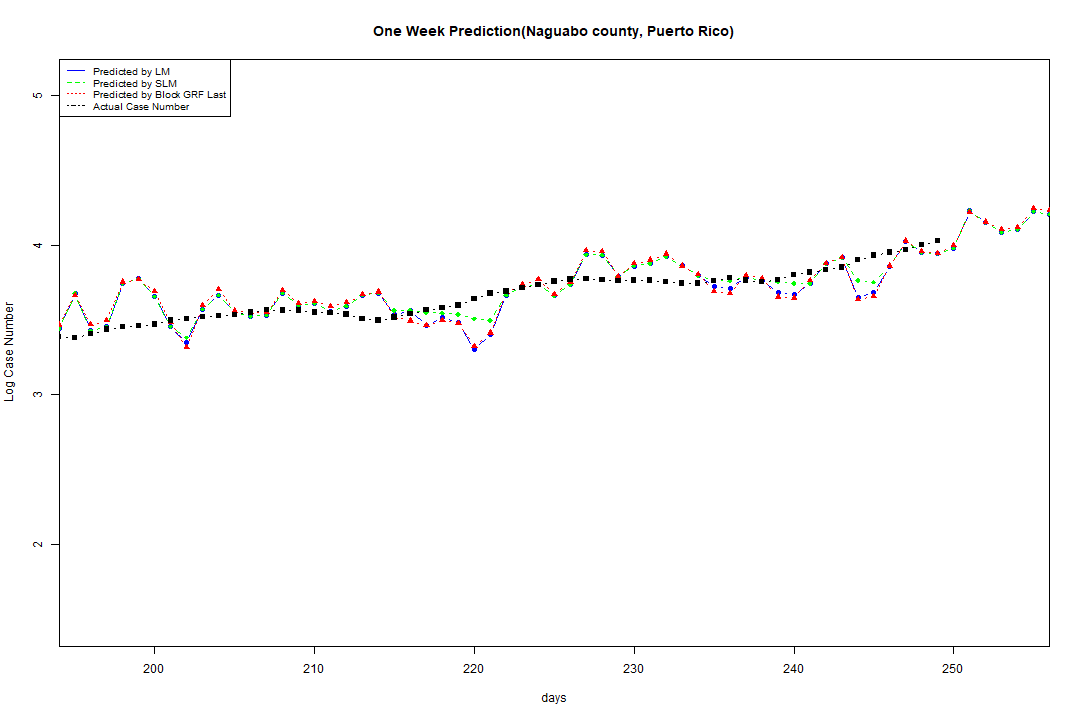 One Week Prediction(Naguabo county, Puerto Rico)
Predicted by LM
Predicted by SLM
Predicted by Block GRF Last
Actual Case Number
5
4
3
2
Log Case Number
200 210 220 230 240 250
days